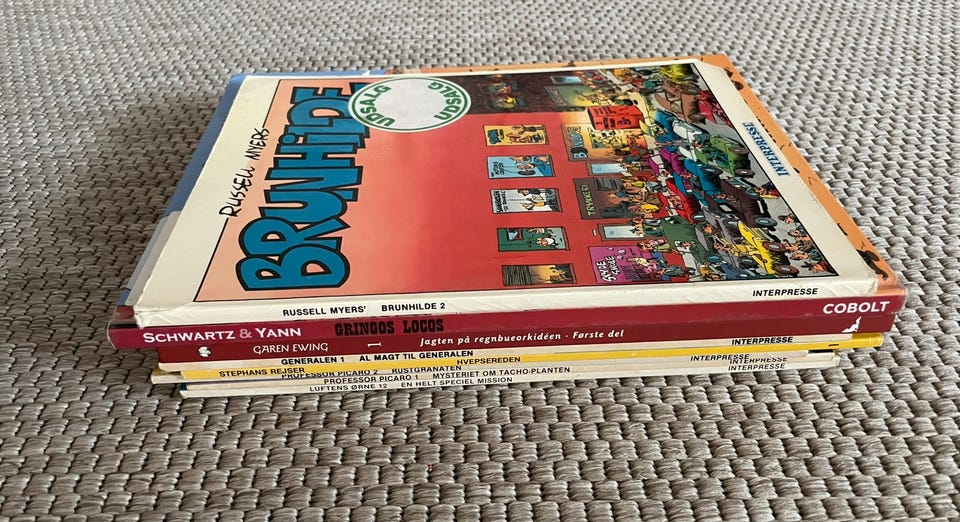 UDSALG
UDSALG
RUSSELL MYERS
BRUNHILDE
INTERPRESSE
RUSSELL MYERS' BRUNHILDE 2 INTERPRESSE
SCHWARTZ & YANN GRINGOS LOCOS COBOLT
GAREN EWING 1 Jagten på regnbueorkidéen - Første del
GENERALEN 1 AL MAGT TIL GENERALEN INTERPRESSE
STEPHANS REJSER HVEPSEREDEN 1
PROFESSOR PICARO 2 RUSTGRANATEN INTERPRESSE
PROFESSOR PICARO 1 MYSTERIET OM TACHO-PLANTEN INTERPRESSE
LUFTENS ØRNE 12 EN HELT SPECIEL MISSION INTERPRESSE